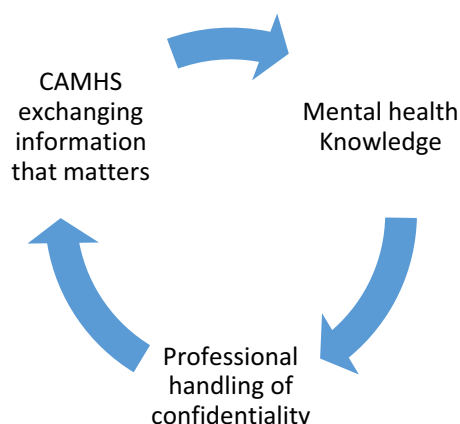 CAMHS
exchanging
information
that matters
Mental health
Knowledge
Professional
handling of
confidentiality